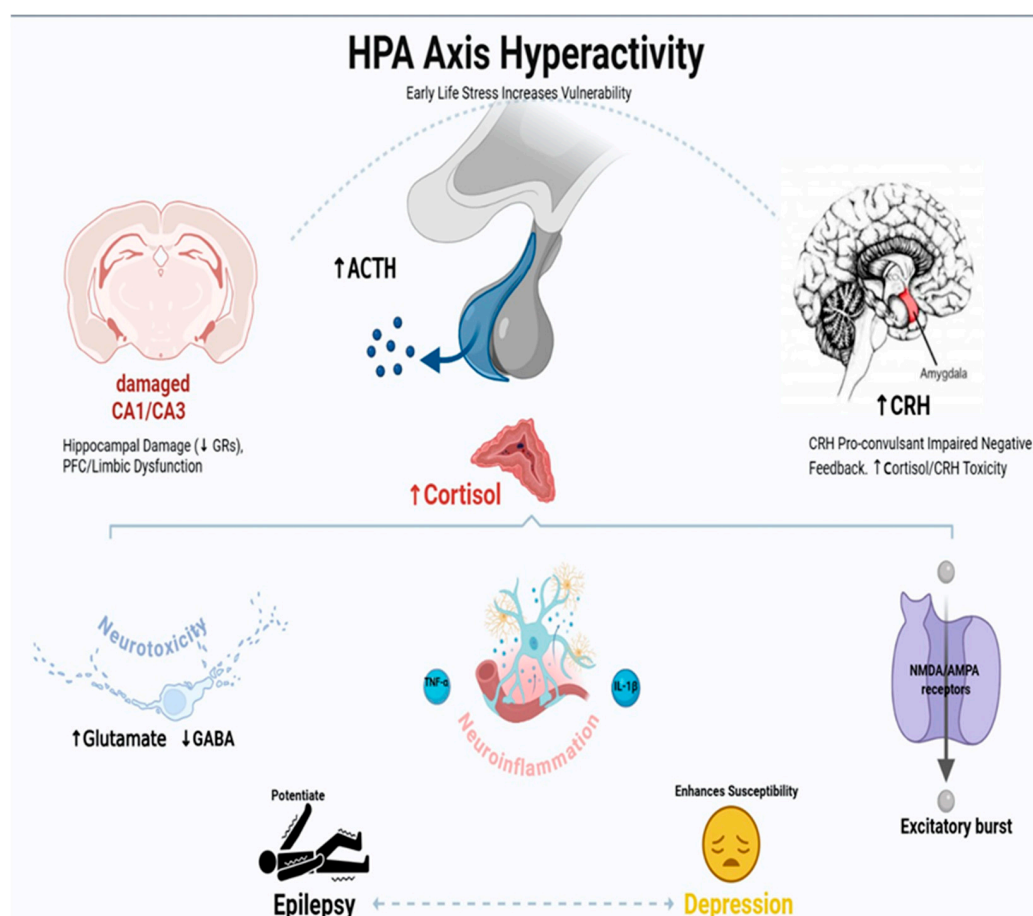 HPA Axis Hyperactivity
Early Life Stress Increases Vulnerability
↑ACTH
damaged
CA1/CA3
Hippocampal Damage (↓ GRs),
PFC/Limbic Dysfunction
Amygdala
↑CRH
CRH Pro-convulsant Impaired Negative
Feedback. ↑Cortisol/CRH Toxicity
↑Cortisol
Neurotoxicity
↑Glutamate ↓GABA
TNF-α
IL-1β
Neuroinflammation
NMDA/AMPA
receptors
Excitatory burst
Potentiate
Epilepsy
Enhances Susceptibility
Depression